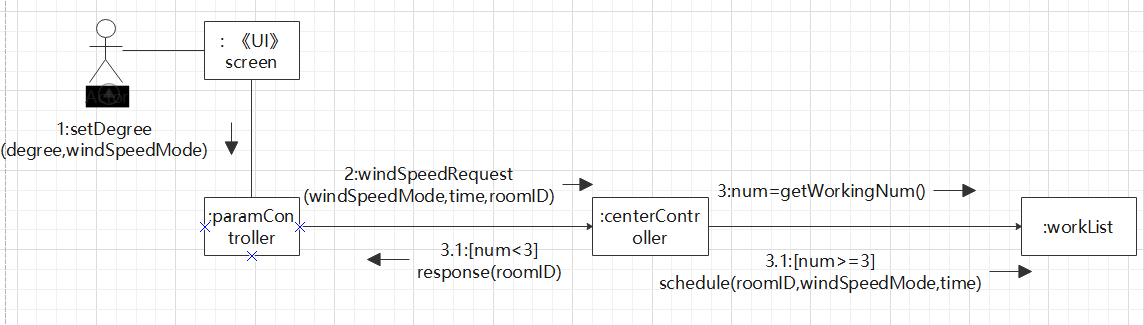 : 《UI》
screen
Actor
1:setDegree
(degree,windSpeedMode)
2:windSpeedRequest
(windSpeedMode,time,roomID)
3:num=getWorkingNum()
:paramCon
troller
:centerContr
oller
:workList
3.1:[num<3]
response(roomID)
3.1:[num>=3]
schedule(roomID,windSpeedMode,time)